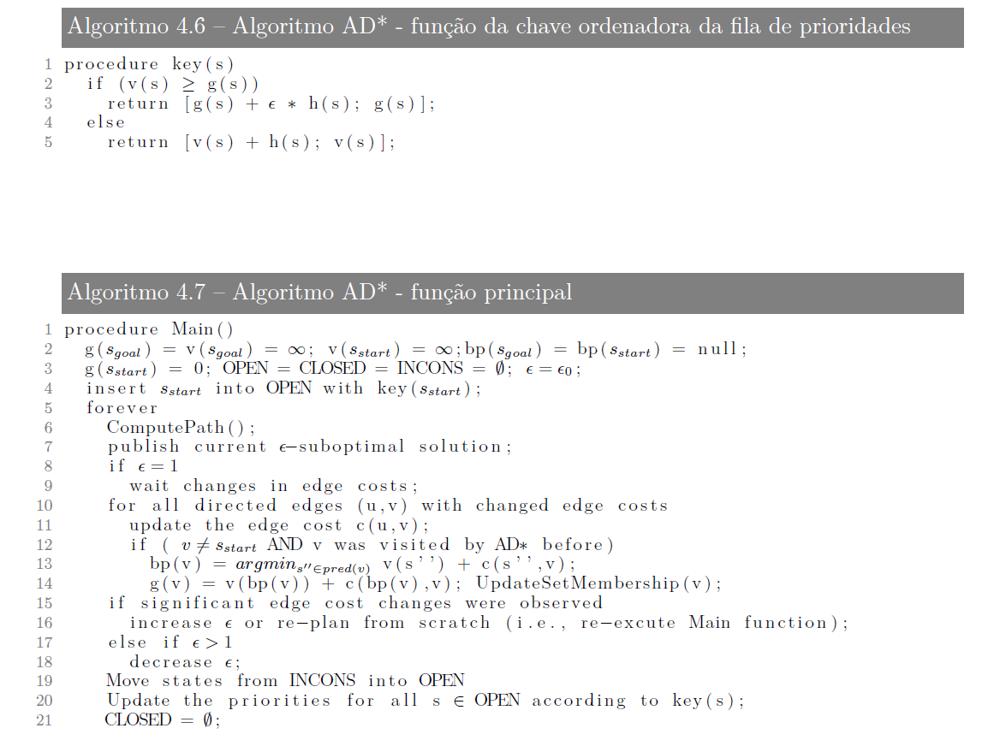 Algoritmo 4.6 – Algoritmo AD* - função da chave ordenadora da fila de prioridades
1 procedure key(s)
2 if (v(s) ≥ g(s))
3 return [g(s) + ϵ * h(s); g(s)];
4 else
5 return [v(s) + h(s); v(s)];
Algoritmo 4.7 – Algoritmo AD* - função principal
1 procedure Main()
2 g(s_goal) = v(s_goal) = ∞; v(s_start) = ∞;bp(s_goal) = bp(s_start) = null;
3 g(s_start) = 0; OPEN = CLOSED = INCONS = ∅; ϵ = ϵ₀;
4 insert s_start into OPEN with key(s_start);
5 forever
6 ComputePath();
7 publish current ϵ−suboptimal solution;
8 if ϵ = 1
9 wait changes in edge costs;
10 for all directed edges (u,v) with changed edge costs
11 update the edge cost c(u,v);
12 if ( v ≠ s_start AND v was visited by AD* before)
13 bp(v) = argmin_{s''∈pred(v)} v(s'') + c(s'',v);
14 g(v) = v(bp(v)) + c(bp(v),v); UpdateSetMembership(v);
15 if significant edge cost changes were observed
16 increase ϵ or re−plan from scratch (i.e., re−excute Main function);
17 else if ϵ > 1
18 decrease ϵ;
19 Move states from INCONS into OPEN
20 Update the priorities for all s ∈ OPEN according to key(s);
21 CLOSED = ∅;